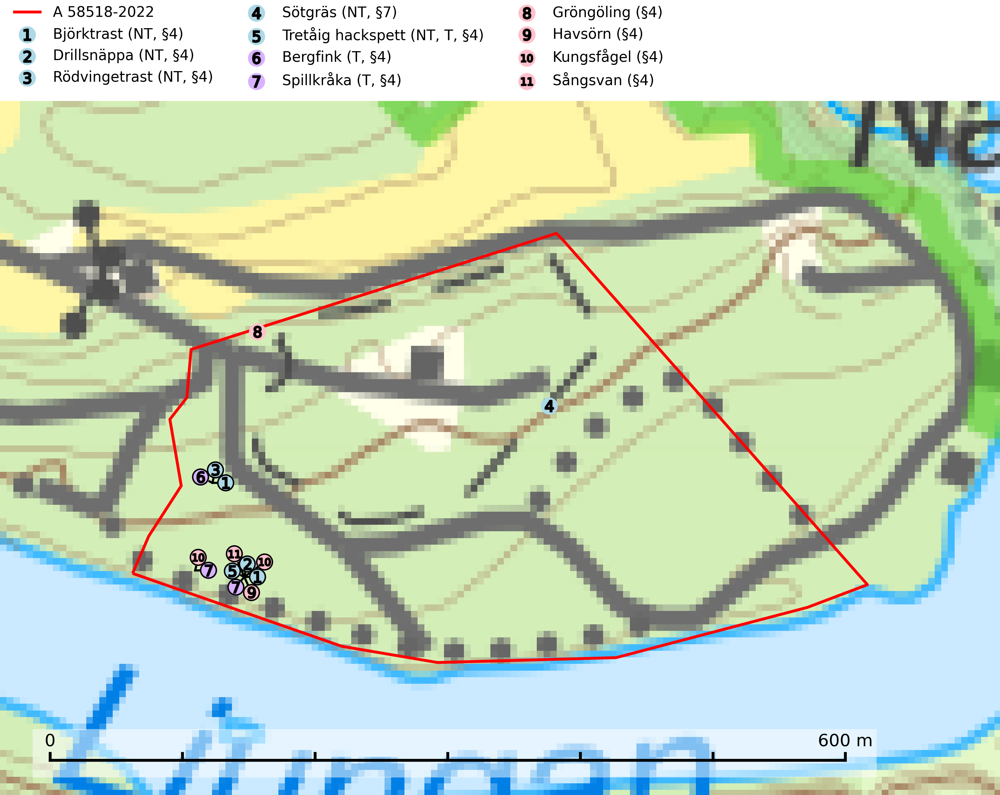 A 58518-2022
1 Björktrast (NT, §4)
2 Drillsnäppa (NT, §4)
3 Rödvingetrast (NT, §4)
4 Sötgräs (NT, §7)
5 Tretåig hackspett (NT, T, §4)
6 Bergfink (T, §4)
7 Spillkråka (T, §4)
8 Gröngöling (§4)
9 Havsörn (§4)
10 Kungsfågel (§4)
11 Sångsvan (§4)
8
4
3
6
1
10
7
11
2
10
5
1
7
9
0
600 m